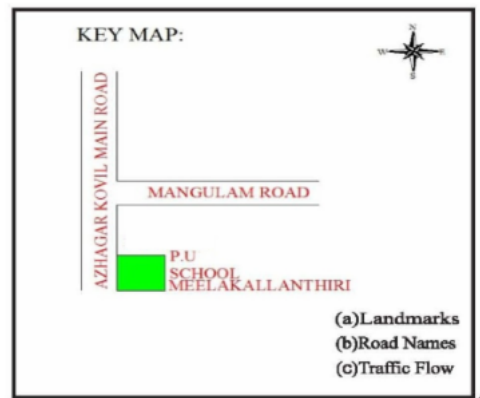 KEY MAP:
N
W E
S
AZHAGAR KOVIL MAIN ROAD
MANGULAM ROAD
P.U
SCHOOL
MEELAKALLANTHIRI
(a)Landmarks
(b)Road Names
(c)Traffic Flow